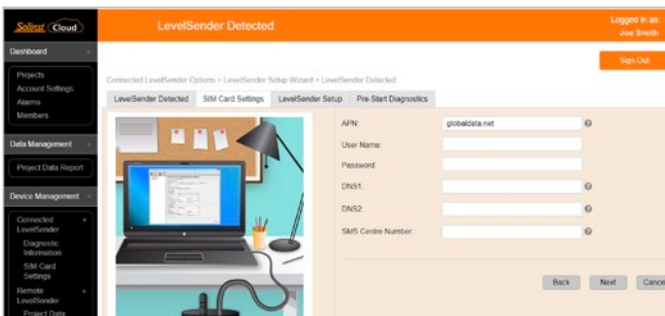 Solinst Cloud
LevelSender Detected
Logged in as:
Joe Smith
Sign Out
Dashboard
Projects
Account Settings
Alarms
Members
Data Management
Project Data Report
Device Management
Connected
LevelSender
Diagnostic
Information
SIM Card
Settings
Remote
LevelSender
Project Data
Connected LevelSender Options > LevelSender Setup Wizard > LevelSender Detected
LevelSender Detected
SIM Card Settings
LevelSender Setup
Pre-Start Diagnostics
APN:
globaldata.net
User Name:
Password:
DNS1:
DNS2:
SMS Centre Number:
Back
Next
Cancel